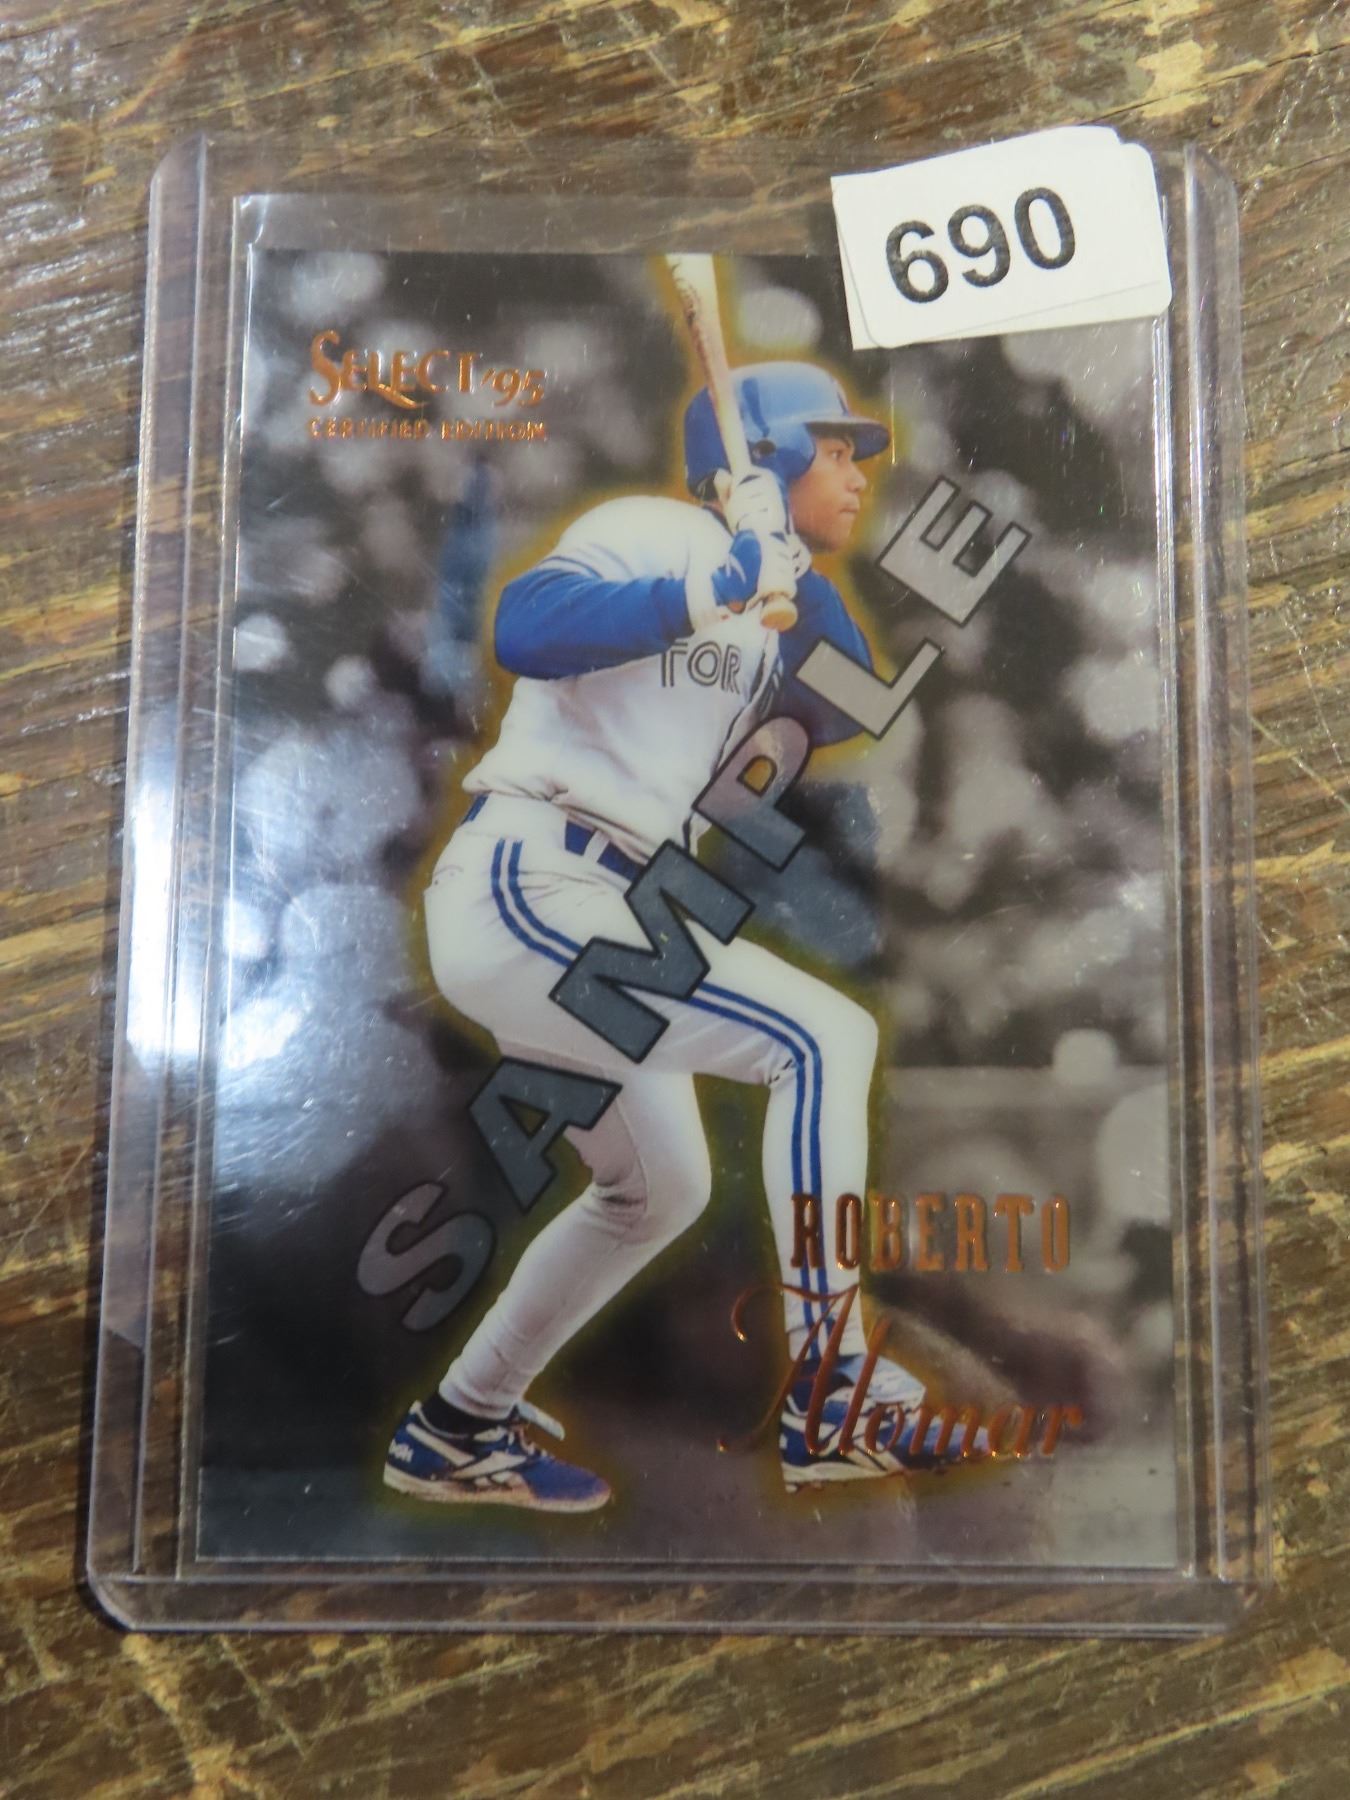 690
SELECT '95
CERTIFIED EDITION
TOR
SAMPLE
ROBERTO
Alomar